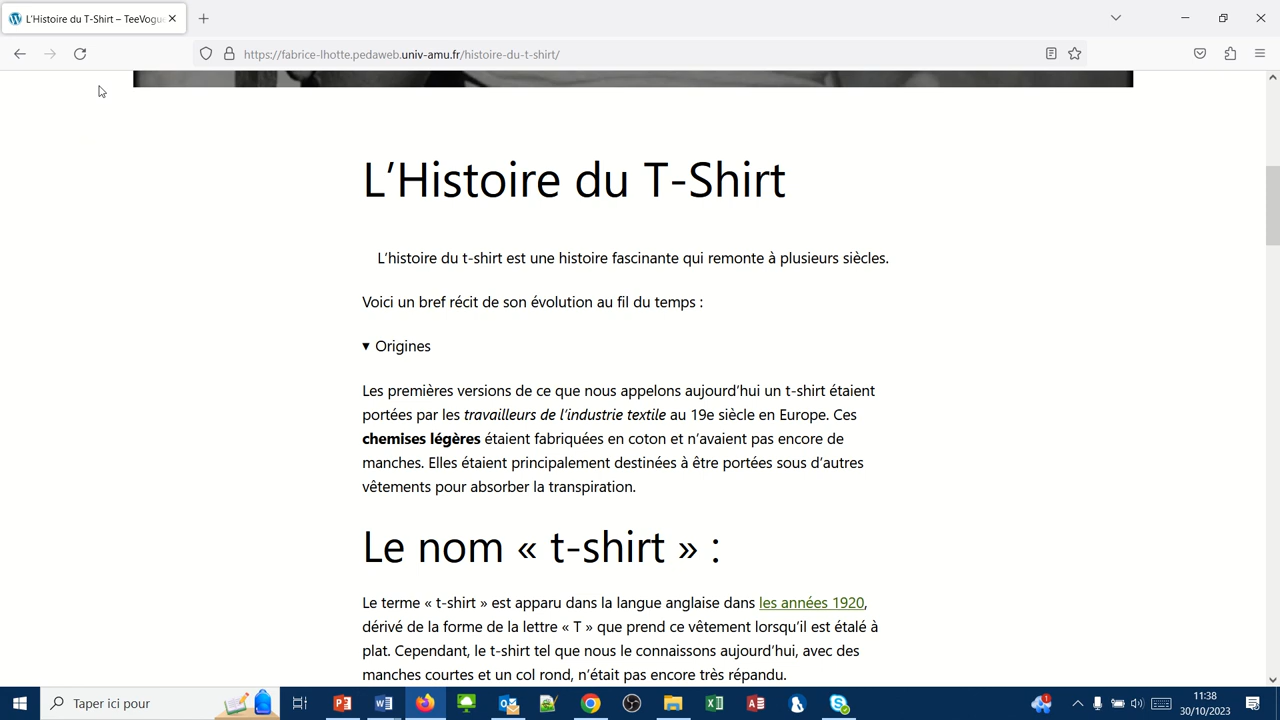 L'Histoire du T-Shirt – TeeVogue
https://fabrice-lhotte.pedaweb.univ-amu.fr/histoire-du-t-shirt/
L’Histoire du T-Shirt
L’histoire du t-shirt est une histoire fascinante qui remonte à plusieurs siècles.
Voici un bref récit de son évolution au fil du temps :
▾ Origines
Les premières versions de ce que nous appelons aujourd’hui un t-shirt étaient
portées par les travailleurs de l’industrie textile au 19e siècle en Europe. Ces
chemises légères étaient fabriquées en coton et n’avaient pas encore de
manches. Elles étaient principalement destinées à être portées sous d’autres
vêtements pour absorber la transpiration.
Le nom « t-shirt » :
Le terme « t-shirt » est apparu dans la langue anglaise dans les années 1920,
dérivé de la forme de la lettre « T » que prend ce vêtement lorsqu’il est étalé à
plat. Cependant, le t-shirt tel que nous le connaissons aujourd’hui, avec des
manches courtes et un col rond, n’était pas encore très répandu.
Taper ici pour
11:38
30/10/2023